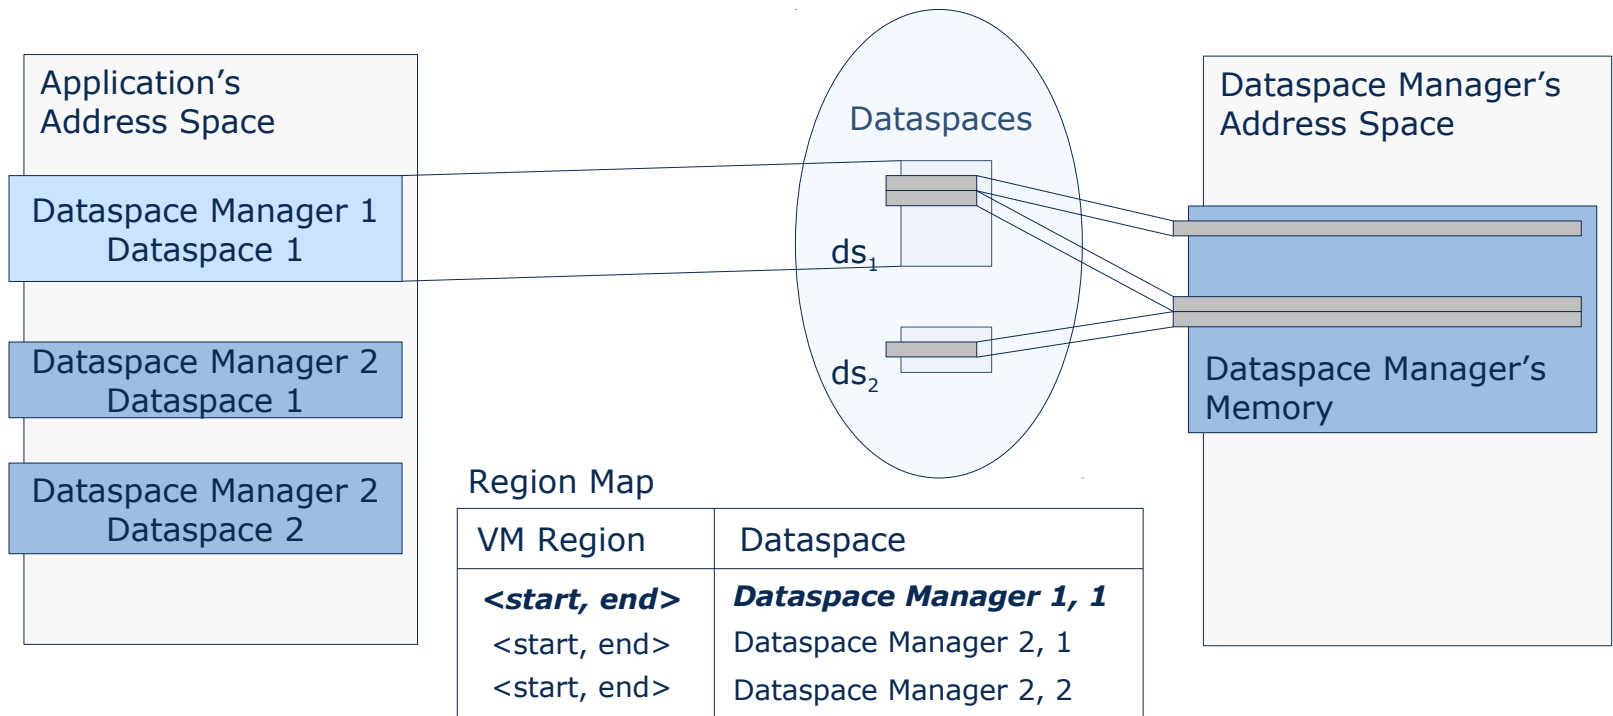 Application’s
Address Space
Dataspace Manager 1
Dataspace 1
Dataspace Manager 2
Dataspace 1
Dataspace Manager 2
Dataspace 2
Dataspaces
ds₁
ds₂
Dataspace Manager’s
Address Space
Dataspace Manager’s
Memory
Region Map
VM Region Dataspace
<start, end> Dataspace Manager 1, 1
<start, end> Dataspace Manager 2, 1
<start, end> Dataspace Manager 2, 2